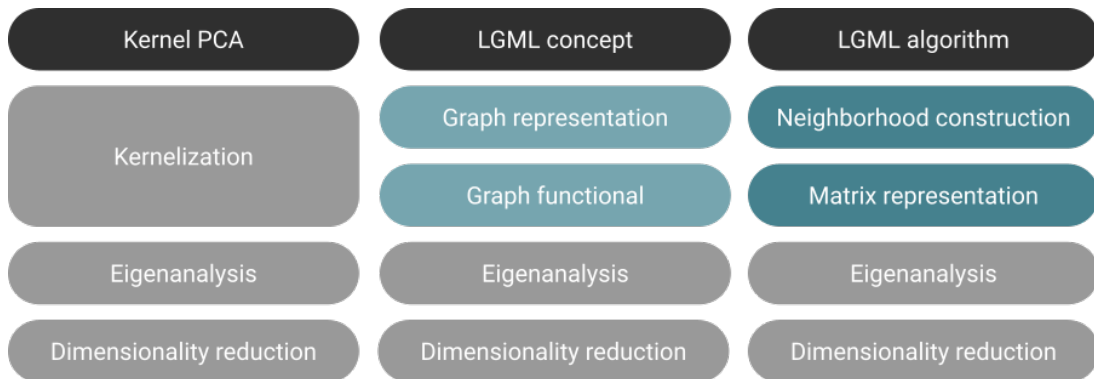 Kernel PCA
LGML concept
LGML algorithm
Kernelization
Graph representation
Neighborhood construction
Graph functional
Matrix representation
Eigenanalysis
Eigenanalysis
Eigenanalysis
Dimensionality reduction
Dimensionality reduction
Dimensionality reduction